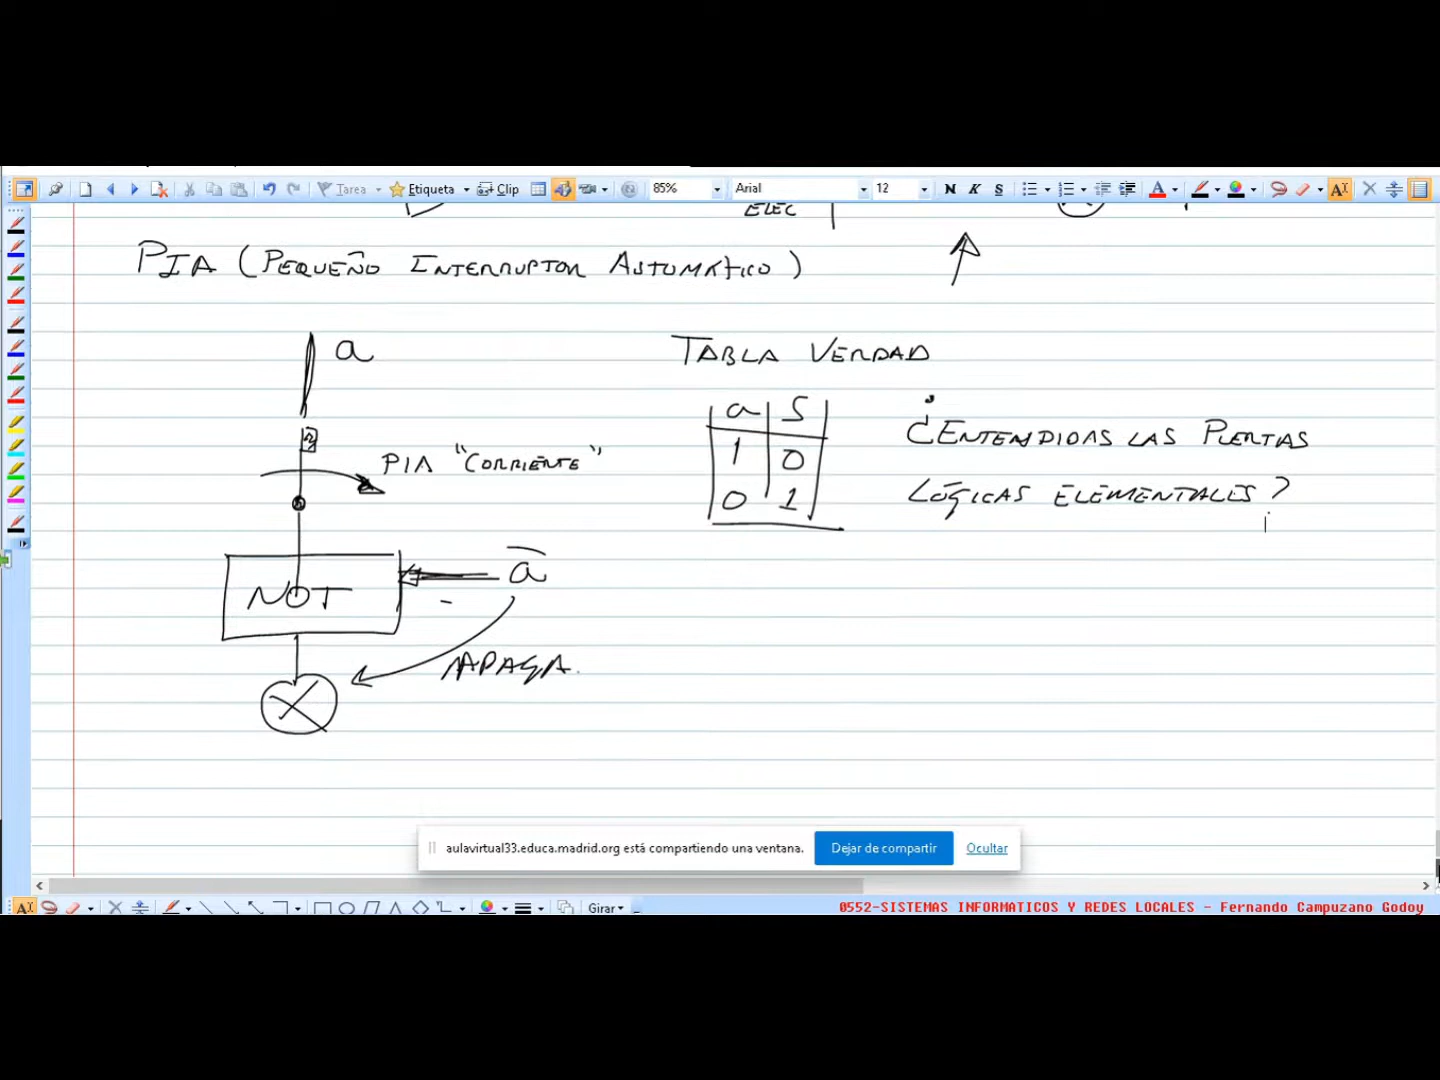 Tarea
Etiqueta
Clip
85%
Arial
12
N K S
ELEC
PIA (PEQUEÑO INTERRUPTOR AUTOMÁTICO)
a
TABLA VERDAD
a S
1 0
0 1
¿ENTENDIDAS LAS PUERTAS
LÓGICAS ELEMENTALES?
PIA "CORRIENTE"
NOT
a̅
APAGA.
aulavirtual33.educa.madrid.org está compartiendo una ventana.
Dejar de compartir
Ocultar
Girar
0552-SISTEMAS INFORMATICOS Y REDES LOCALES - Fernando Campuzano Godoy